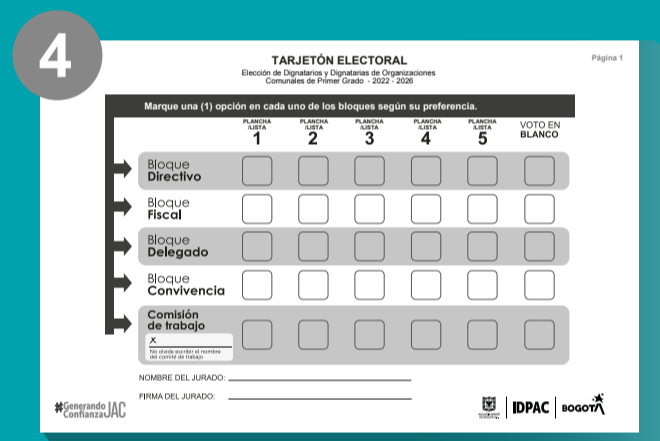 4
TARJETÓN ELECTORAL
Página 1
Elección de Dignatarios y Dignatarias de Organizaciones
Comunales de Primer Grado - 2022 - 2026
Marque una (1) opción en cada uno de los bloques según su preferencia.
PLANCHA PLANCHA PLANCHA PLANCHA PLANCHA VOTO EN
/LISTA /LISTA /LISTA /LISTA /LISTA BLANCO
1 2 3 4 5
Bloque
Directivo
Bloque
Fiscal
Bloque
Delegado
Bloque
Convivencia
Comisión
de trabajo
X
No olvide escribir el nombre
del comité de trabajo
NOMBRE DEL JURADO:
FIRMA DEL JURADO:
#Generando
Confianza JAC
IDPAC
BOGOTÁ